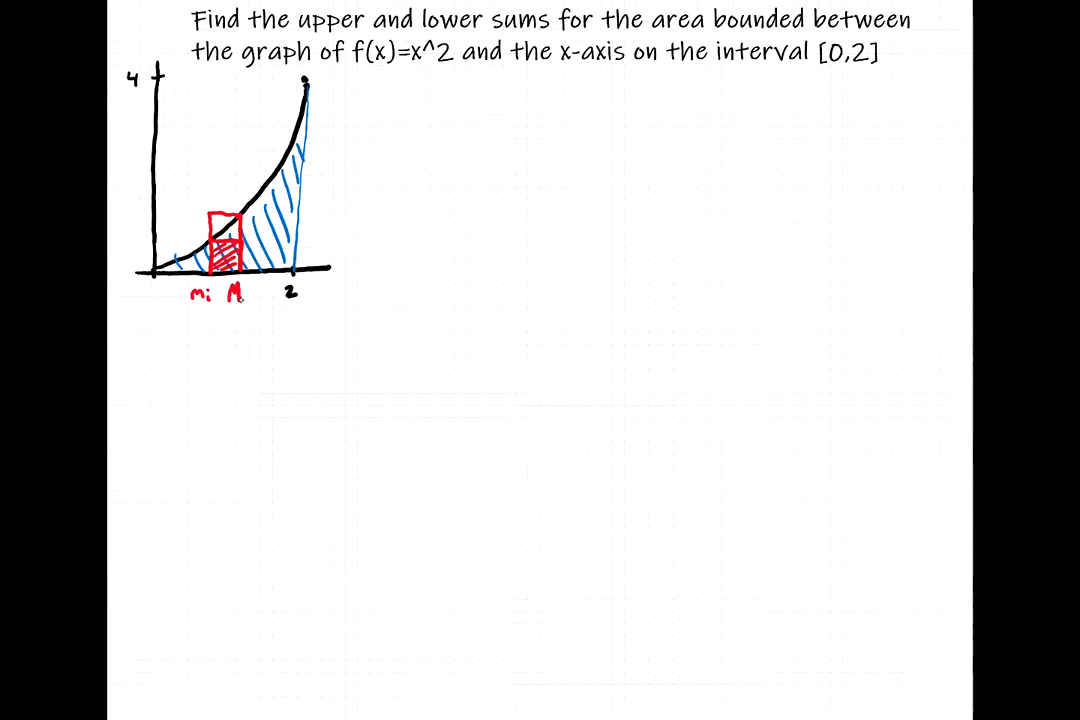 Find the upper and lower sums for the area bounded between
the graph of f(x)=x^2 and the x-axis on the interval [0,2]
4
mi M 2